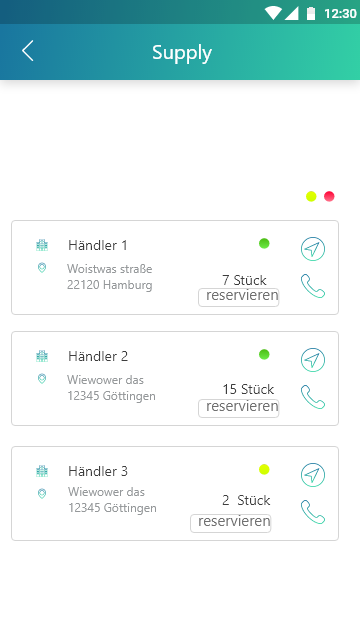 12:30
Supply
Händler 1
Woistwas straße
22120 Hamburg
7 Stück
reservieren
Händler 2
Wiewower das
12345 Göttingen
15 Stück
reservieren
Händler 3
Wiewower das
12345 Göttingen
2 Stück
reservieren